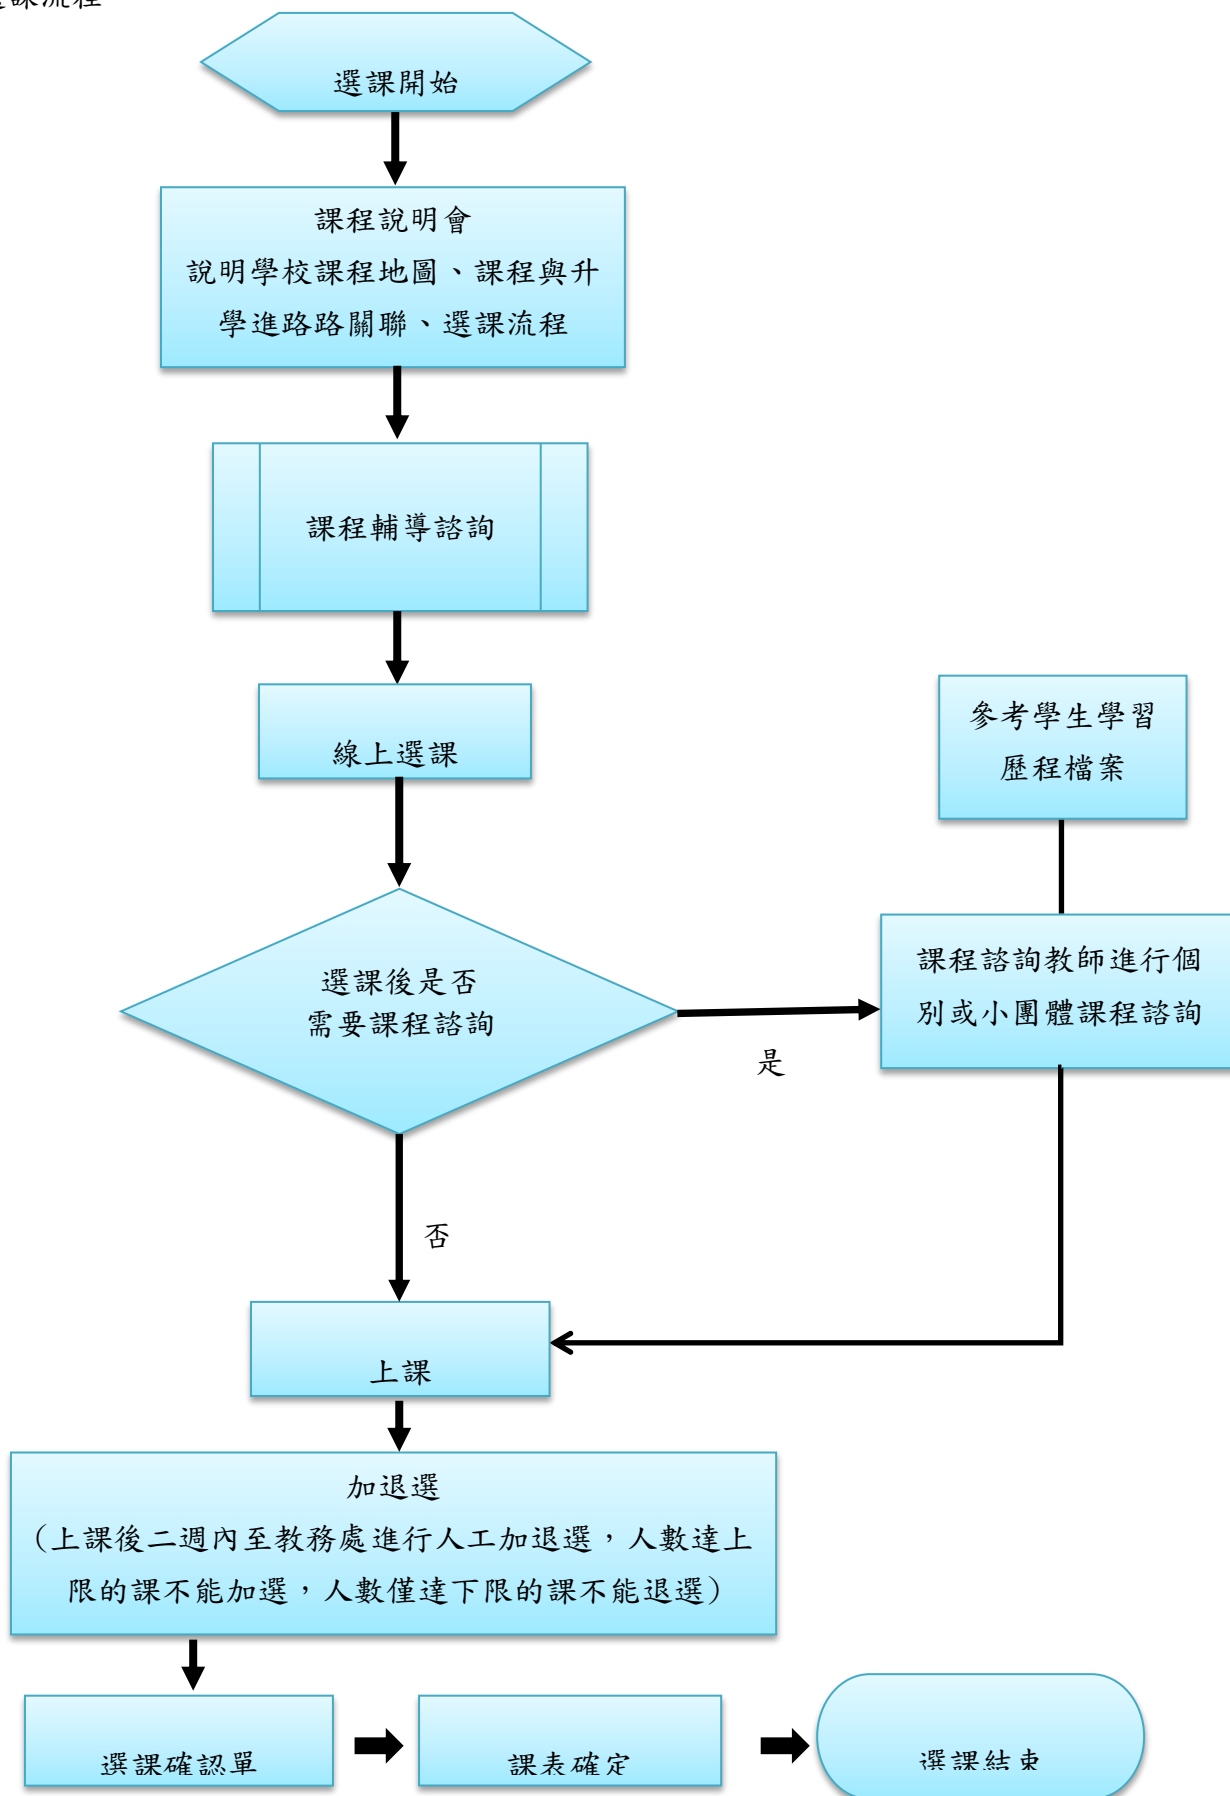 選課流程
選課開始
課程說明會
說明學校課程地圖、課程與升
學進路路關聯、選課流程
課程輔導諮詢
線上選課
參考學生學習
歷程檔案
選課後是否
需要課程諮詢
課程諮詢教師進行個
別或小團體課程諮詢
是
否
上課
加退選
(上課後二週內至教務處進行人工加退選，人數達上
限的課不能加選，人數僅達下限的課不能退選)
選課確認單
課表確定
選課結束